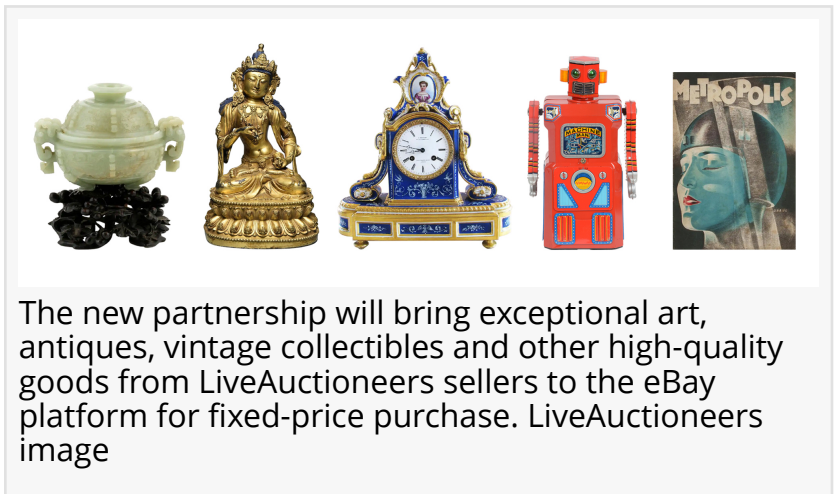 METROPOLIS
MACHINE
The new partnership will bring exceptional art,
antiques, vintage collectibles and other high-quality
goods from LiveAuctioneers sellers to the eBay
platform for fixed-price purchase. LiveAuctioneers
image